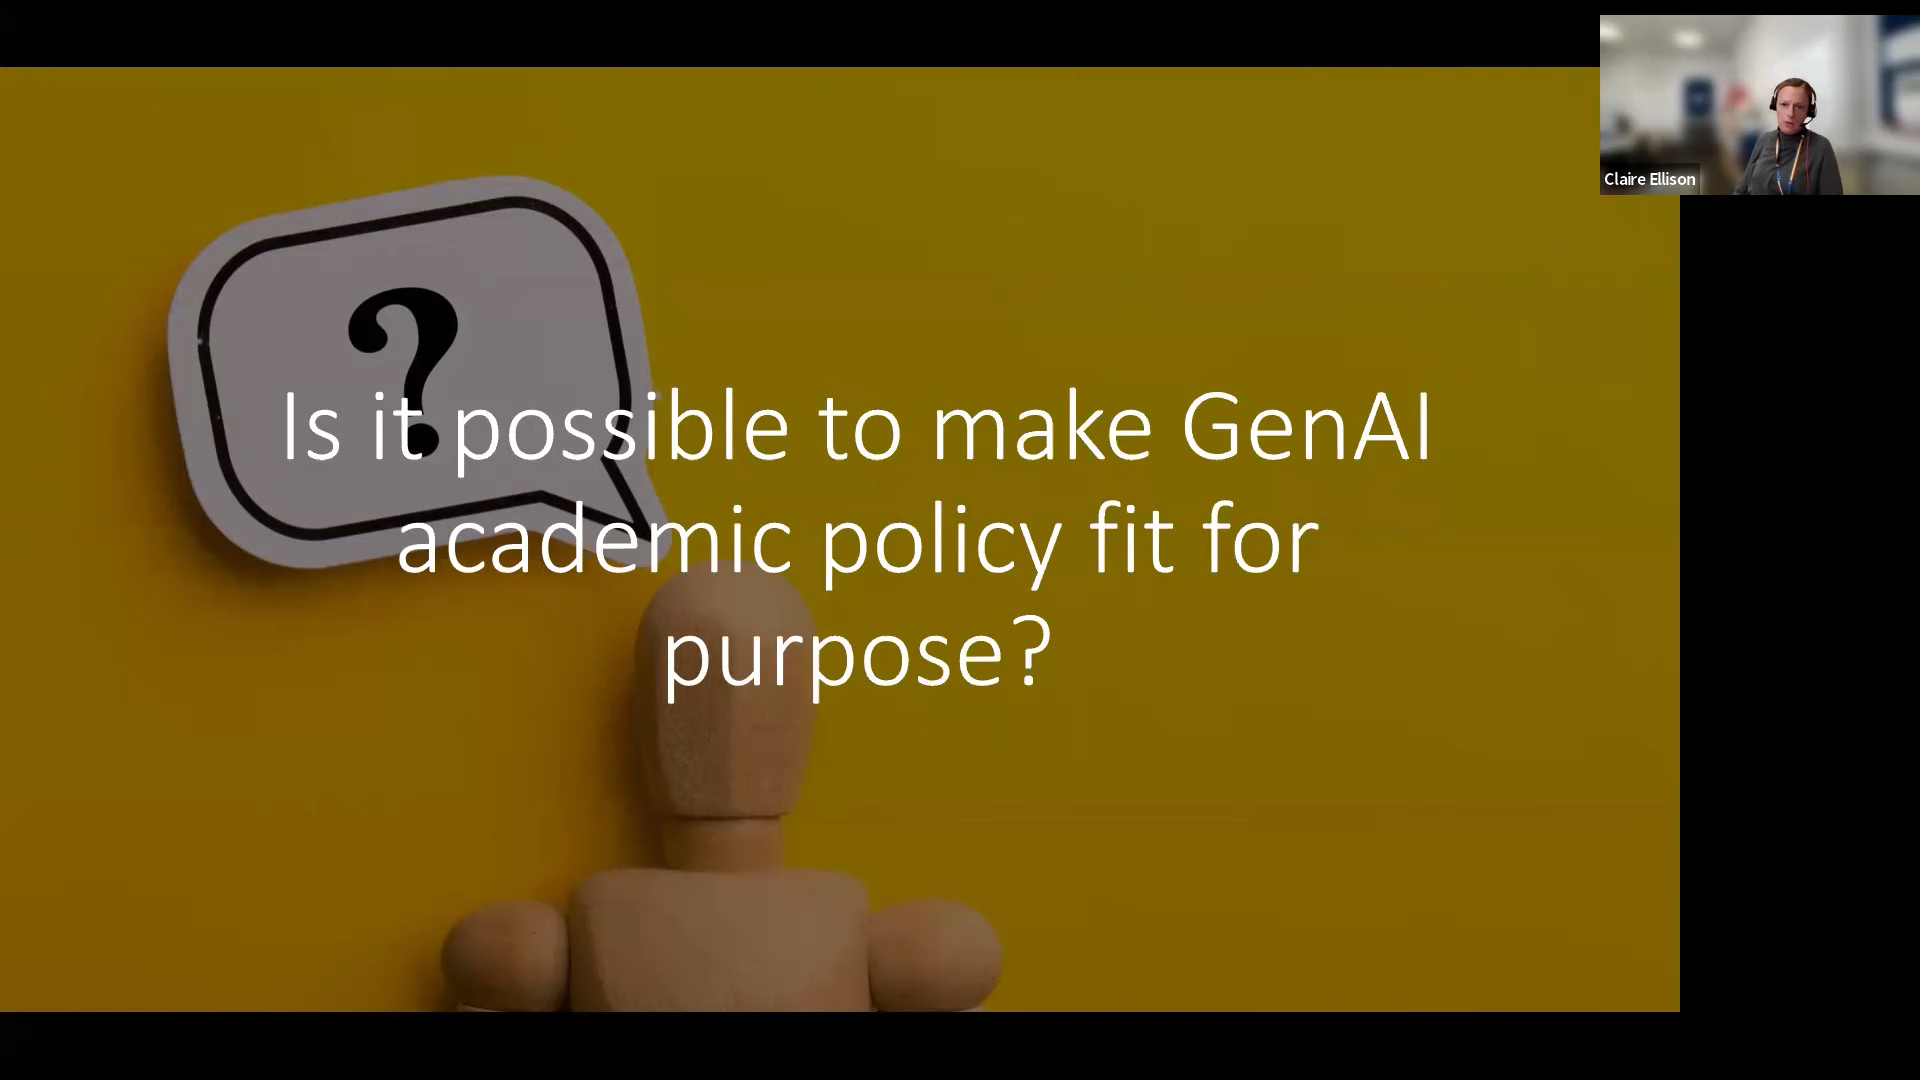 Claire Ellison
?
Is it possible to make GenAI
academic policy fit for
purpose?